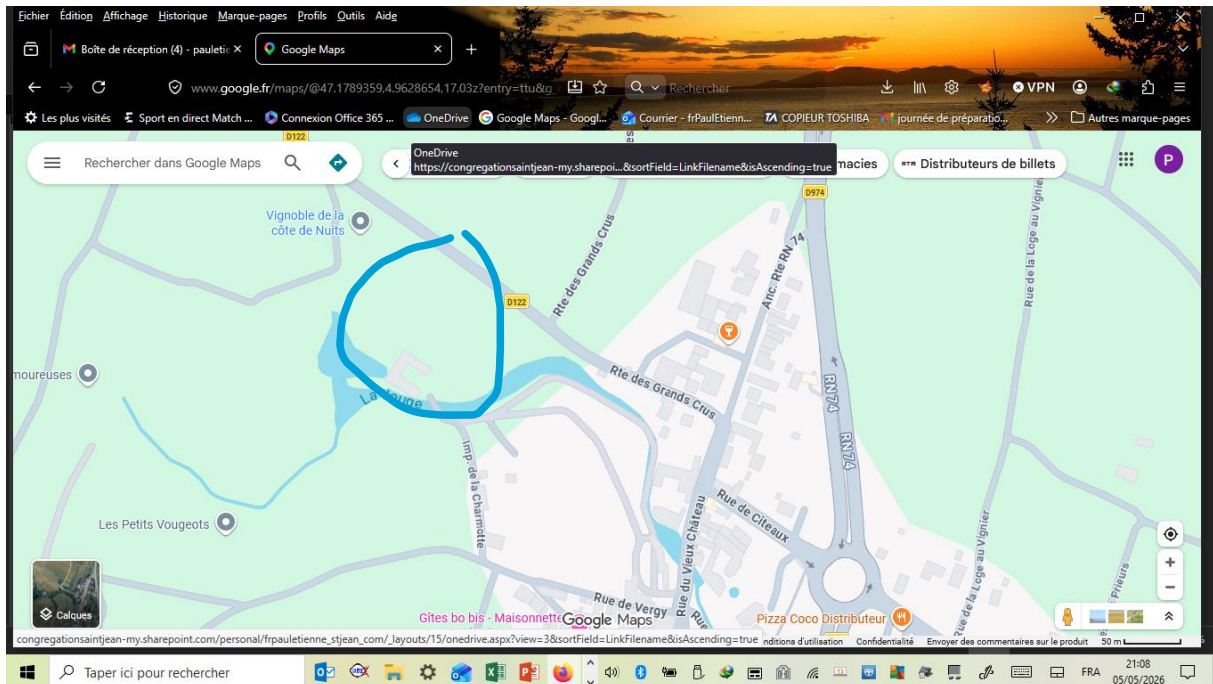 Fichier Édition Affichage Historique Marque-pages Profils Outils Aide
Boîte de réception (4) - pauletie
Google Maps
www.google.fr/maps/@47.1789359,4.9628654,17.03z?entry=ttu&g
Rechercher
VPN
Les plus visités
Sport en direct Match ...
Connexion Office 365 ...
OneDrive
Google Maps - Googl...
Courrier - frPaulEtienn...
COPIEUR TOSHIBA
journée de préparatio...
Autres marque-pages
D122
Rechercher dans Google Maps
OneDrive
https://congregationsaintjean-my.sharepoi...&sortField=LinkFilename&isAscending=true
macies
Distributeurs de billets
P
D974
Vignoble de la
côte de Nuits
Rte des Grands Crus
Anc. Rte RN 74
Rue de la Loge au Vignier
D122
moureuses
La Vouge
Rte des Grands Crus
RN74
RN74
Imp. de la Charmotte
Les Petits Vougeots
Rue de Citeaux
Rue du Vieux Château
Rue de la Loge au Vignier
Prieurs
Calques
Rue de Vergy
Gîtes bo bis - Maisonnette
Google Maps
Pizza Coco Distributeur
congregationsaintjean-my.sharepoint.com/personal/frpauletienne_stjean_com/_layouts/15/onedrive.aspx?view=3&sortField=LinkFilename&isAscending=true
nditions d'utilisation
Confidentialité
Envoyer des commentaires sur le produit
50 m
Taper ici pour rechercher
FRA
21:08
05/05/2026